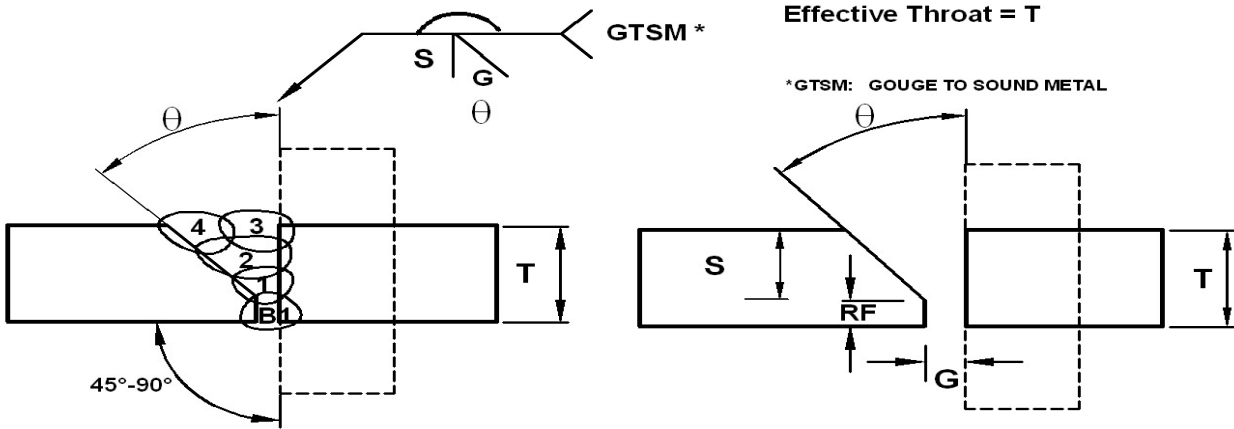 Effective Throat = T
GTSM *
S
G
θ
*GTSM: GOUGE TO SOUND METAL
θ
θ
4
3
2
1
B1
T
45°-90°
S
RF
G
T